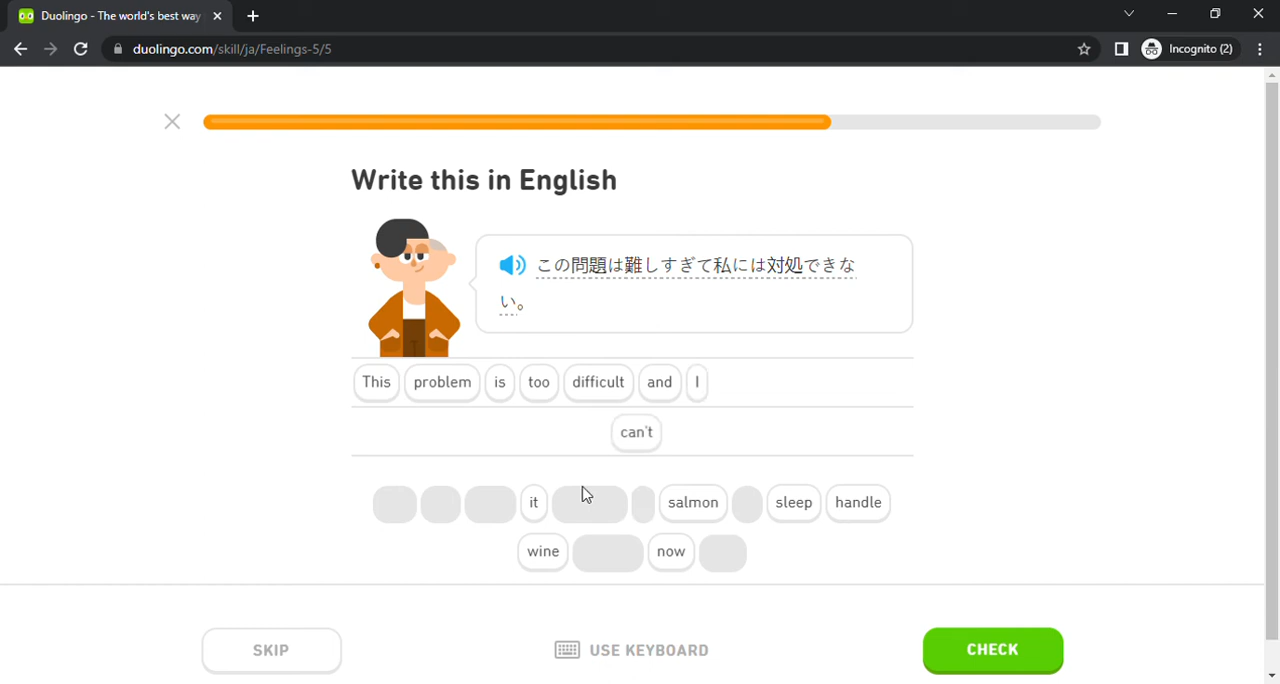 Duolingo - The world's best way
duolingo.com/skill/ja/Feelings-5/5
Incognito (2)
Write this in English
この問題は難しすぎて私には対処できな
い。
This problem is too difficult and I
can't
it salmon sleep handle
wine now
SKIP
USE KEYBOARD
CHECK